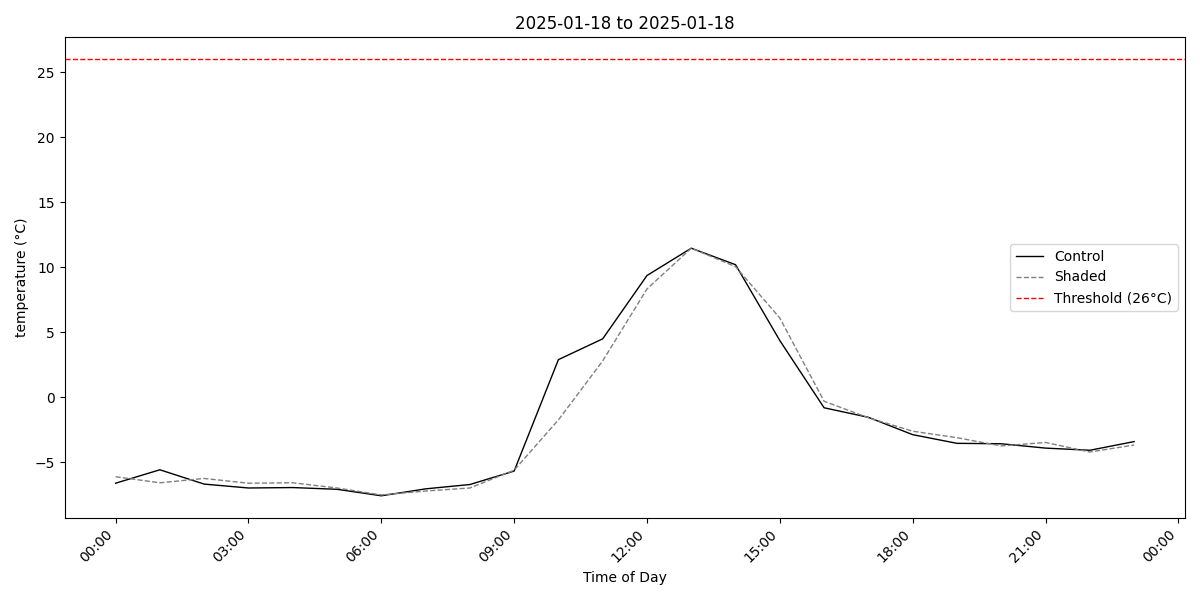 2025-01-18 to 2025-01-18
temperature (°C)
25
20
15
10
5
0
−5
Control
Shaded
Threshold (26°C)
00:00
03:00
06:00
09:00
12:00
15:00
18:00
21:00
00:00
Time of Day